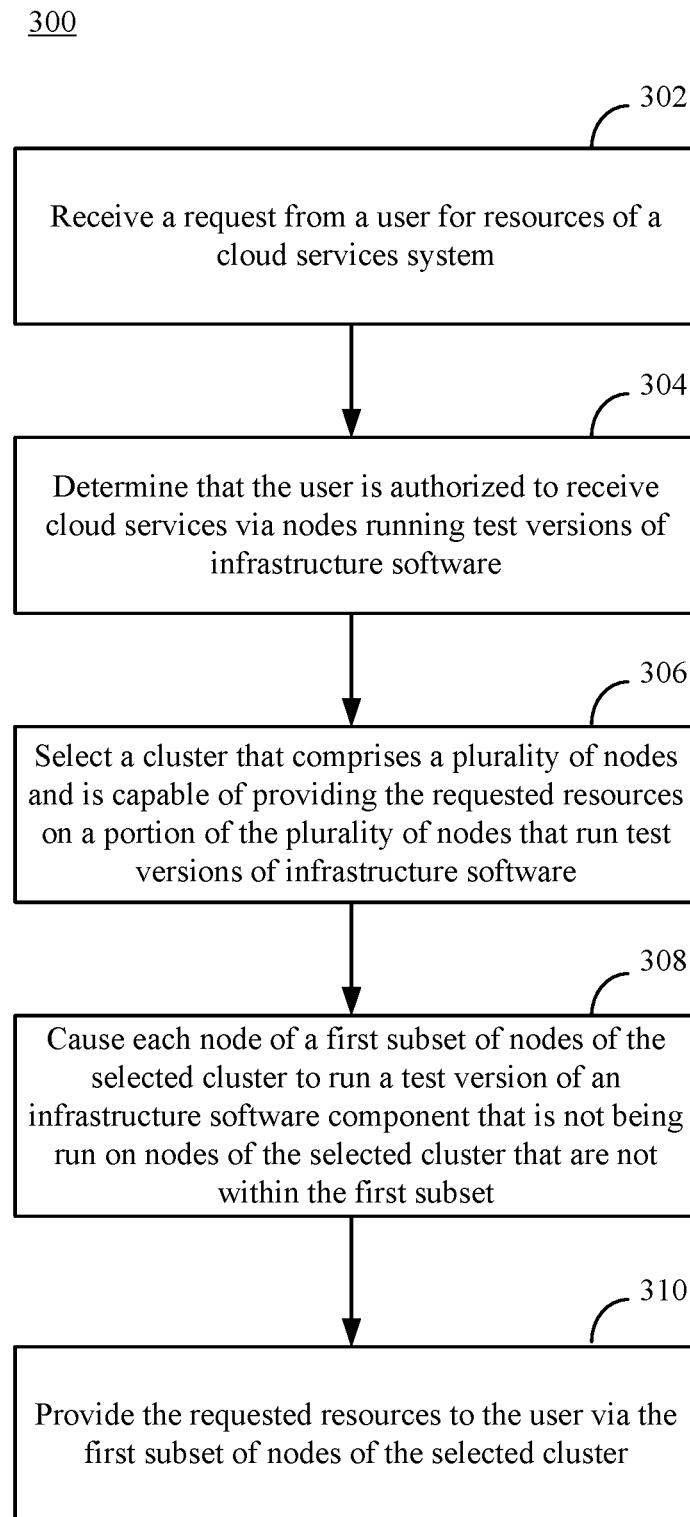 300
302
Receive a request from a user for resources of a
cloud services system
304
Determine that the user is authorized to receive
cloud services via nodes running test versions of
infrastructure software
306
Select a cluster that comprises a plurality of nodes
and is capable of providing the requested resources
on a portion of the plurality of nodes that run test
versions of infrastructure software
308
Cause each node of a first subset of nodes of the
selected cluster to run a test version of an
infrastructure software component that is not being
run on nodes of the selected cluster that are not
within the first subset
310
Provide the requested resources to the user via the
first subset of nodes of the selected cluster